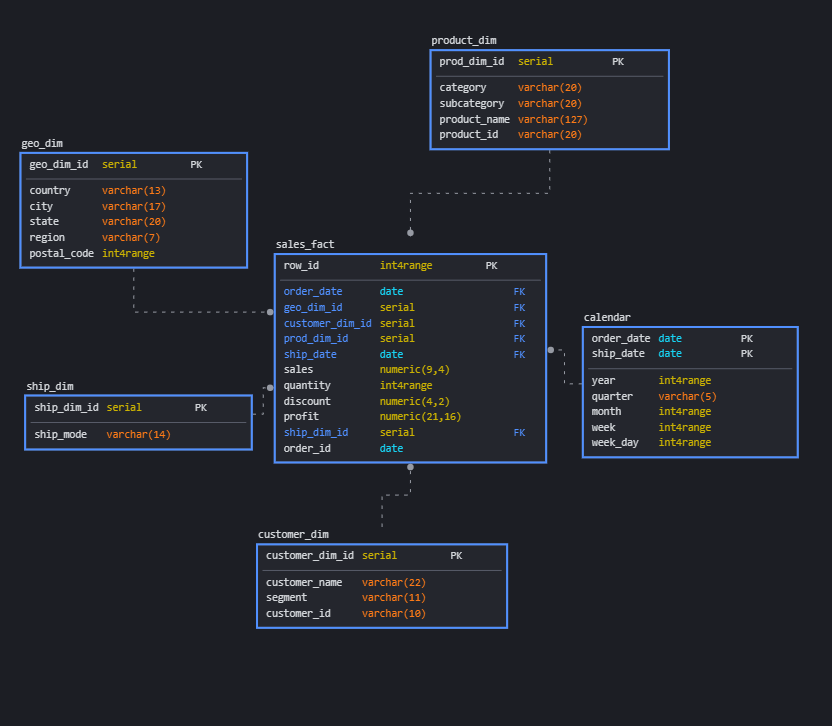 product_dim
prod_dim_id serial PK
category varchar(20)
subcategory varchar(20)
product_name varchar(127)
product_id varchar(20)
geo_dim
geo_dim_id serial PK
country varchar(13)
city varchar(17)
state varchar(20)
region varchar(7)
postal_code int4range
sales_fact
row_id int4range PK
order_date date FK
geo_dim_id serial FK
customer_dim_id serial FK
prod_dim_id serial FK
ship_date date FK
sales numeric(9,4)
quantity int4range
discount numeric(4,2)
profit numeric(21,16)
ship_dim_id serial FK
order_id date
calendar
order_date date PK
ship_date date PK
year int4range
quarter varchar(5)
month int4range
week int4range
week_day int4range
ship_dim
ship_dim_id serial PK
ship_mode varchar(14)
customer_dim
customer_dim_id serial PK
customer_name varchar(22)
segment varchar(11)
customer_id varchar(10)